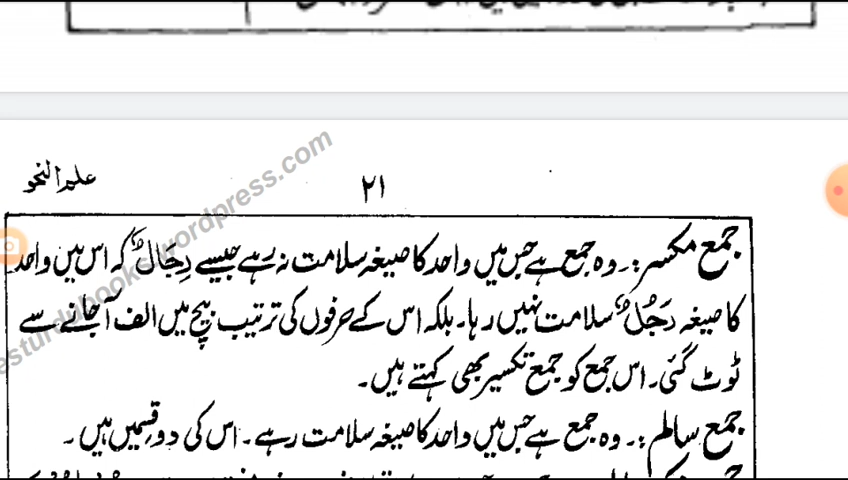 علم النحو
۲۱
besturdubooks.wordpress.com
جمع مکسر:۔ وہ جمع ہے جس میں واحد کا صیغہ سلامت نہ رہے جیسے رِجَالٌ کہ اس میں واحد
کا صیغہ رَجُلٌ سلامت نہیں رہا۔ بلکہ اس کے حرفوں کی ترتیب بیچ میں الف آجانے سے
ٹوٹ گئی۔ اس جمع کو جمع تکسیر بھی کہتے ہیں۔
جمع سالم:۔ وہ جمع ہے جس میں واحد کا صیغہ سلامت رہے۔ اس کی دو قسمیں ہیں۔